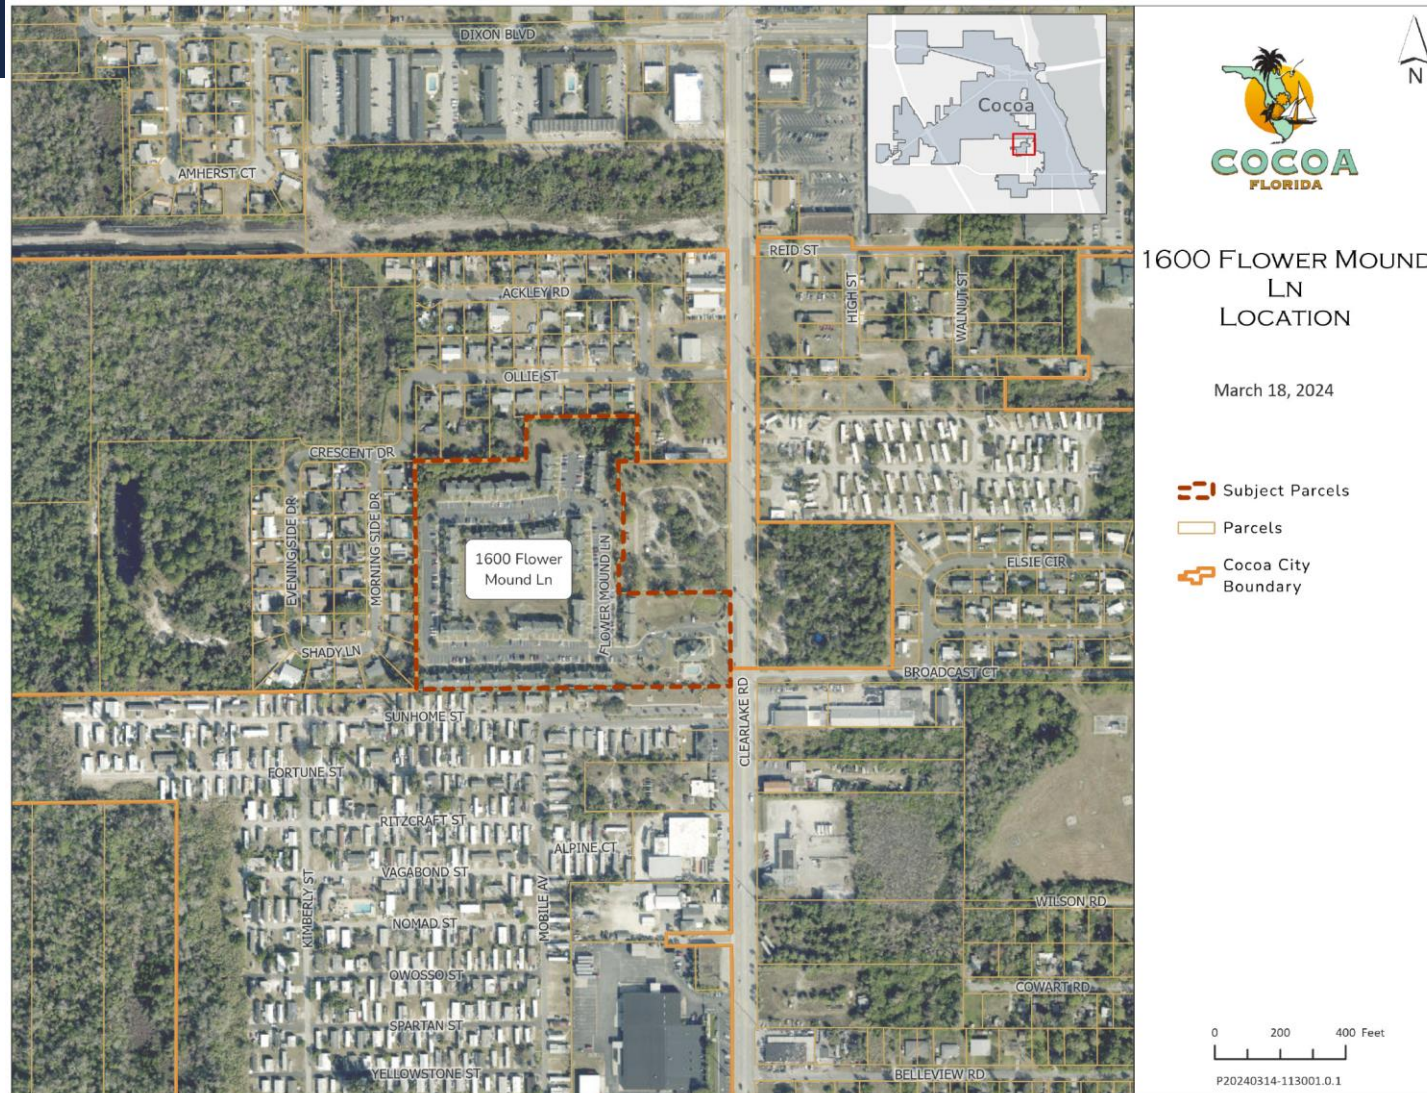 DIXON BLVD
AMHERST CT
Cocoa
COCOA
FLORIDA
N
1600 FLOWER MOUND
LN
LOCATION
March 18, 2024
Subject Parcels
Parcels
Cocoa City
Boundary
0 200 400 Feet
P20240314-113001.0.1
REID ST
ACKLEY RD
HIGH ST
WALNUT ST
OLLIE ST
CRESCENT DR
EVENING SIDE DR
MORNING SIDE DR
1600 Flower
Mound Ln
FLOWER MOUND LN
ELSIE CIR
SHADY LN
BROADCAST CT
CLEARLAKE RD
SUNHOME ST
FORTUNE ST
RITZCRAFT ST
ALPINE CT
VAGABOND ST
KIMBERLY ST
MOBILE AV
NOMAD ST
WILSON RD
OWOSSO ST
COWART RD
SPARTAN ST
YELLOWSTONE ST
BELLEVIEW RD